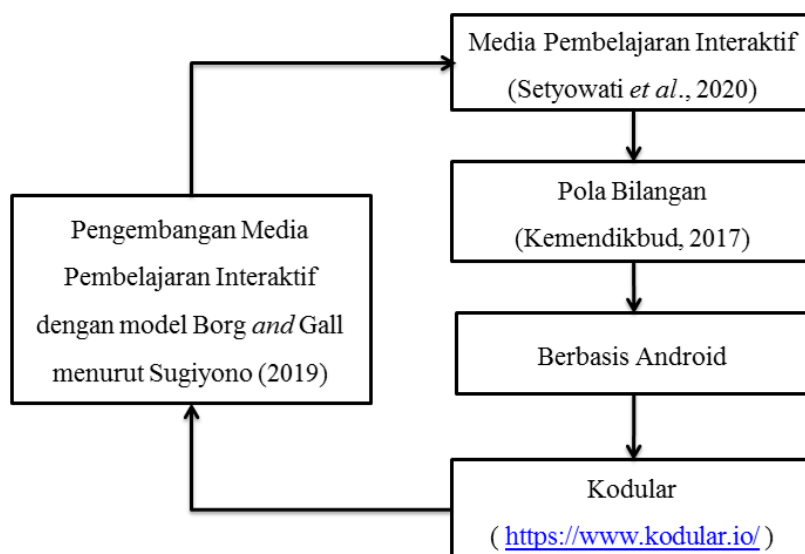 Media Pembelajaran Interaktif
(Setyowati et al., 2020)
Pola Bilangan
(Kemendikbud, 2017)
Berbasis Android
Kodular
( https://www.kodular.io/ )
Pengembangan Media
Pembelajaran Interaktif
dengan model Borg and Gall
menurut Sugiyono (2019)